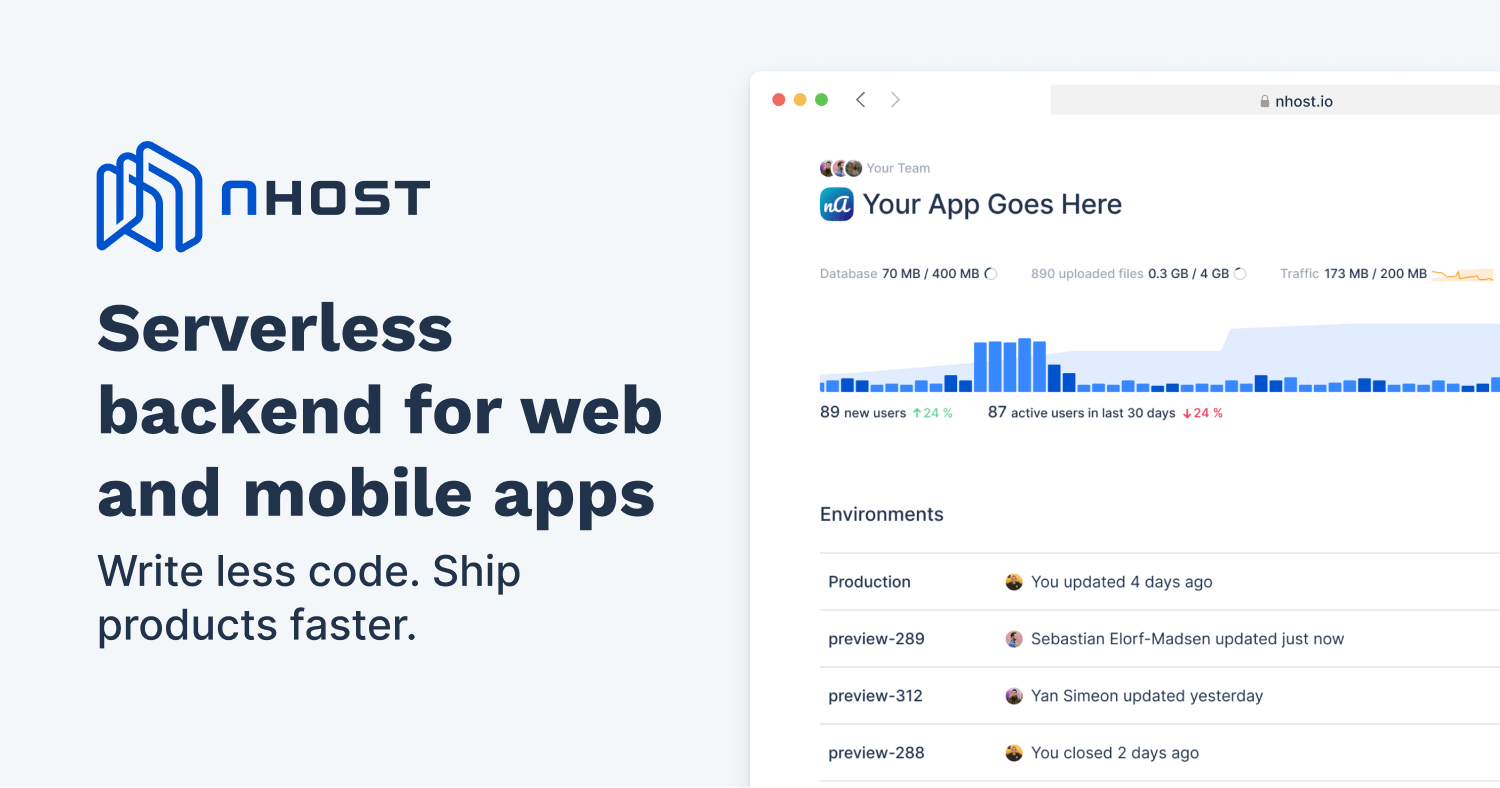 nHOST
Serverless
backend for web
and mobile apps
Write less code. Ship
products faster.
nhost.io
Your Team
nA Your App Goes Here
Database 70 MB / 400 MB 890 uploaded files 0.3 GB / 4 GB Traffic 173 MB / 200 MB
89 new users ↑24 % 87 active users in last 30 days ↓24 %
Environments
Production You updated 4 days ago
preview-289 Sebastian Elorf-Madsen updated just now
preview-312 Yan Simeon updated yesterday
preview-288 You closed 2 days ago